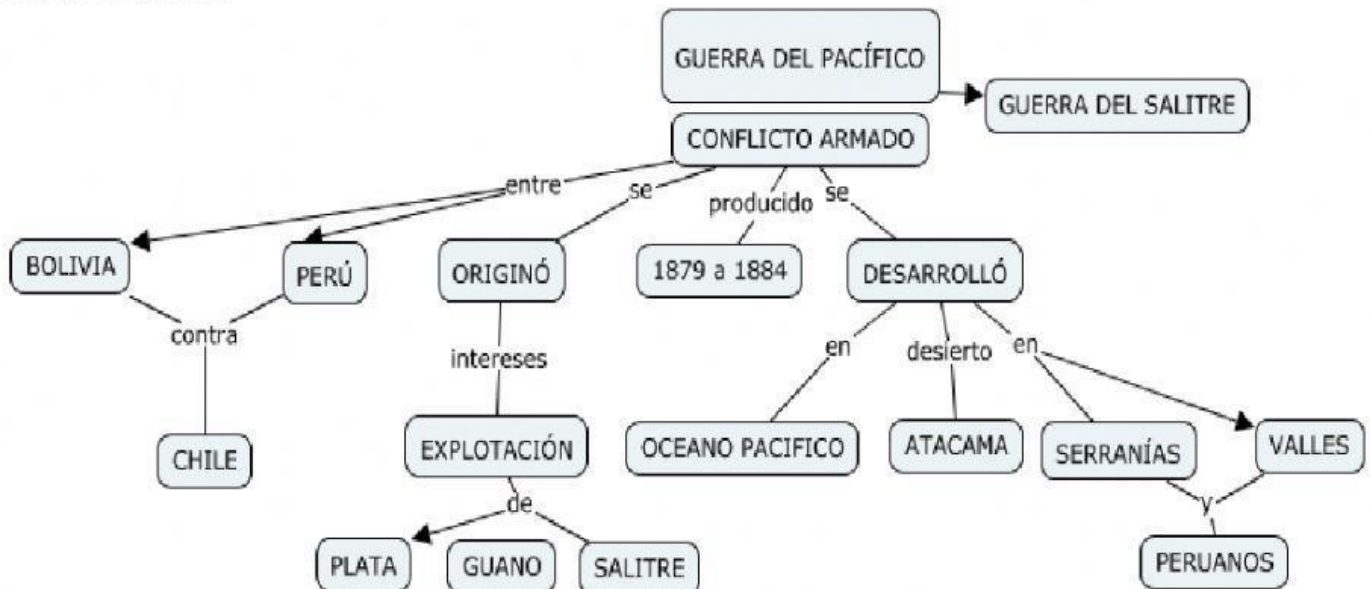 GUERRA DEL PACÍFICO
GUERRA DEL SALITRE
CONFLICTO ARMADO
entre
se
producido
se
BOLIVIA
PERÚ
ORIGINÓ
1879 a 1884
DESARROLLÓ
contra
intereses
en
desierto
en
CHILE
EXPLOTACIÓN
OCEANO PACIFICO
ATACAMA
SERRANÍAS
VALLES
de
y
PLATA
GUANO
SALITRE
PERUANOS